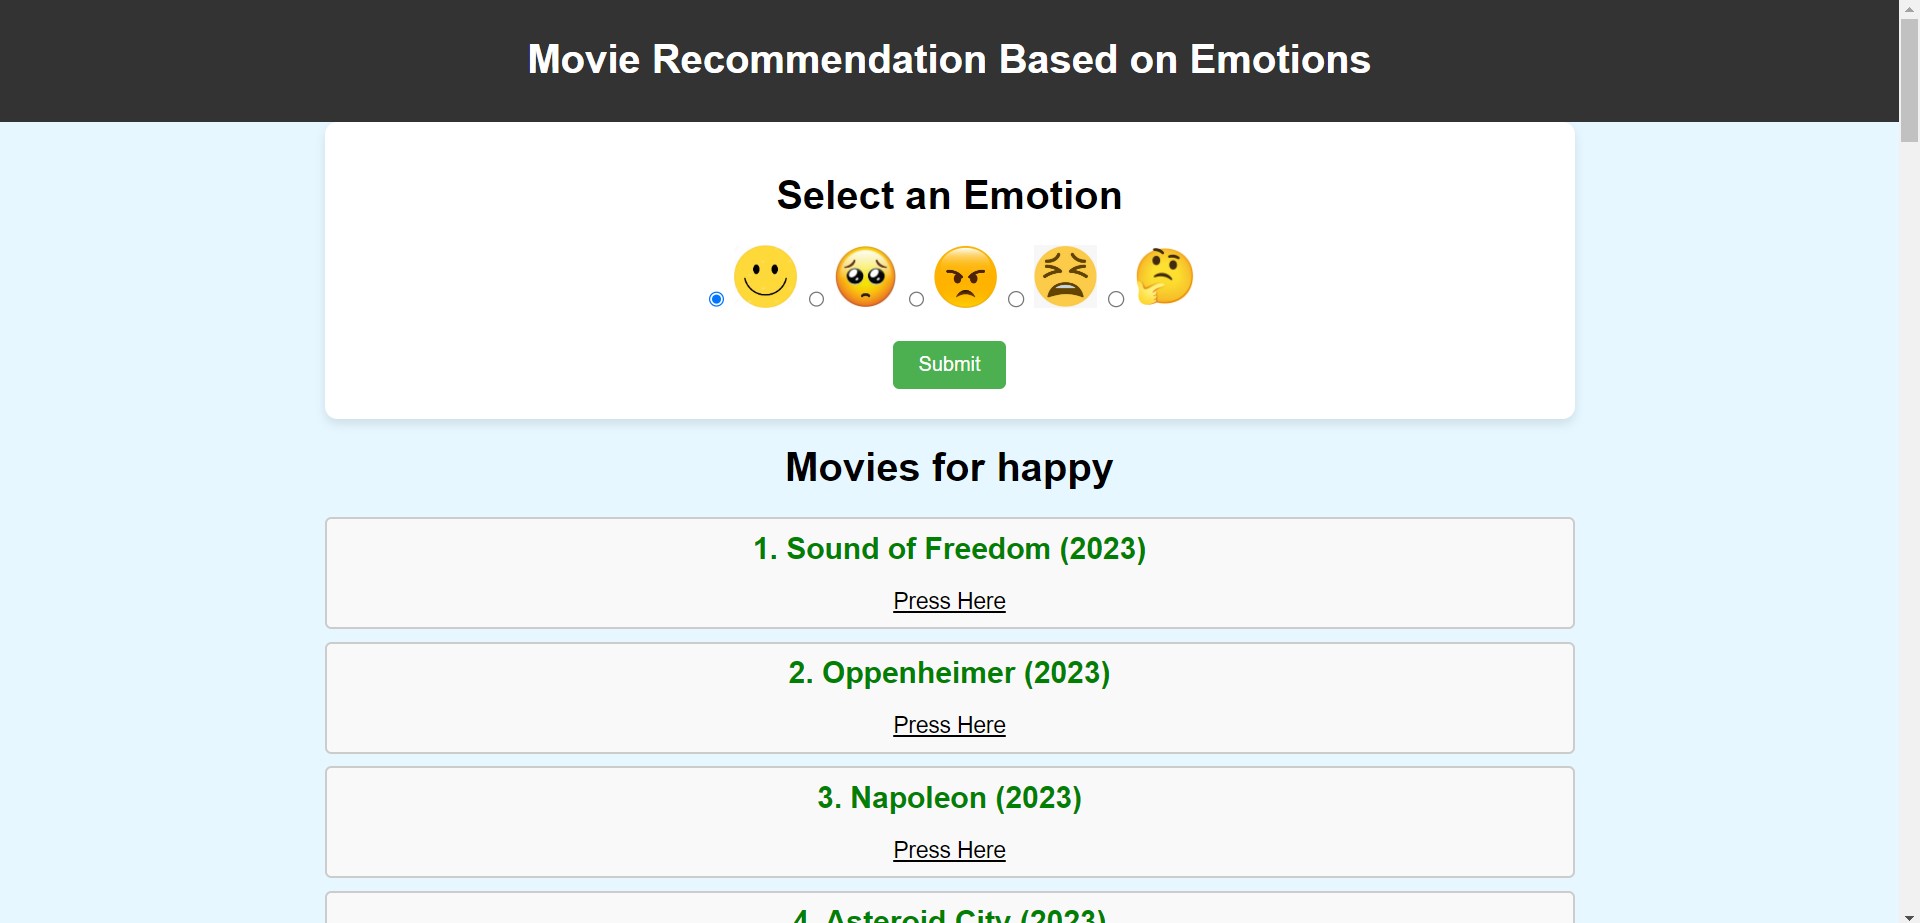 Movie Recommendation Based on Emotions
Select an Emotion
Submit
Movies for happy
1. Sound of Freedom (2023)
Press Here
2. Oppenheimer (2023)
Press Here
3. Napoleon (2023)
Press Here
4. Asteroid City (2023)